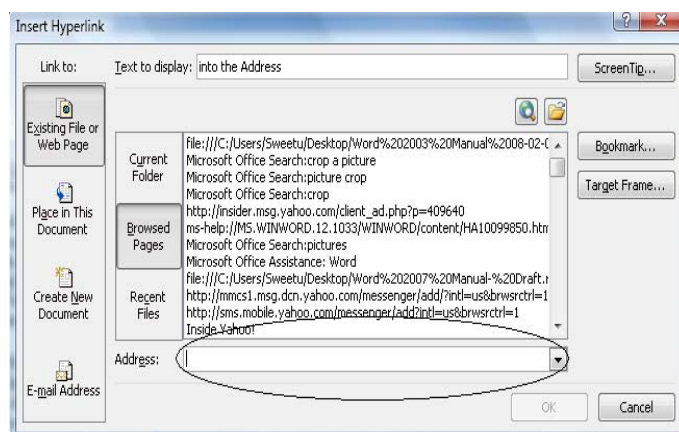 Insert Hyperlink
Link to:
Text to display: into the Address
ScreenTip...
Existing File or
Web Page
Place in This
Document
Create New
Document
E-mail Address
Current
Folder
Browsed
Pages
Recent
Files
file:///C:/Users/Sweetu/Desktop/Word%202003%20Manual%2008-02-0
Microsoft Office Search:crop a picture
Microsoft Office Search:picture crop
Microsoft Office Search:crop
http://insider.msg.yahoo.com/client_ad.php?p=409640
ms-help://MS.WINWORD.12.1033/WINWORD/content/HA10099850.htm
Microsoft Office Search:pictures
Microsoft Office Assistance: Word
file:///C:/Users/Sweetu/Desktop/Word%202007%20Manual-%20Draft.r
http://mmcs1.msg.dcn.yahoo.com/messenger/add/?intl=us&brwsrctrl=1
http://sms.mobile.yahoo.com/messenger/add?intl=us&brwsrctrl=1
Inside Yahoo!
Bookmark...
Target Frame...
Address:
OK
Cancel